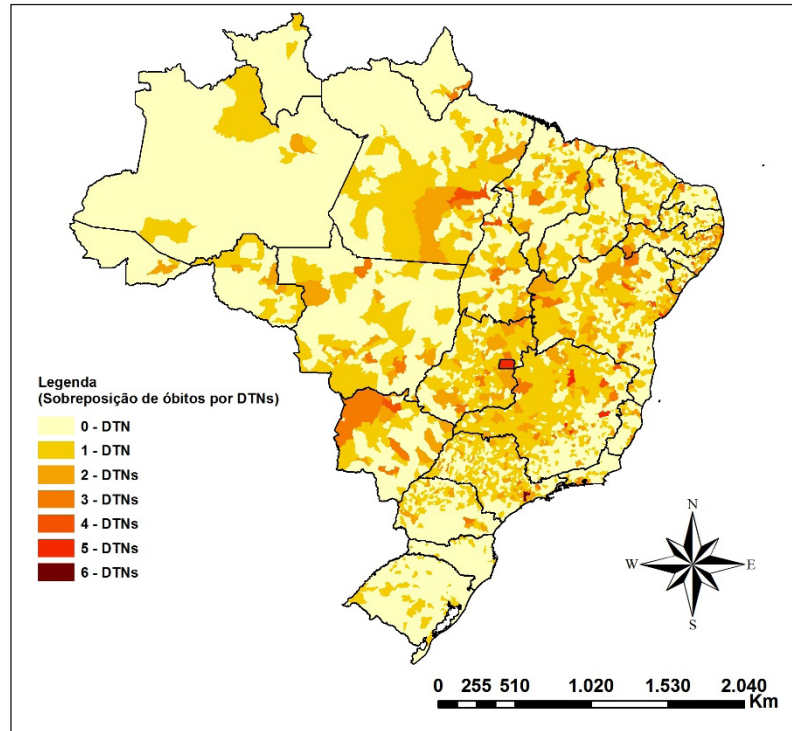 Legenda
(Sobreposição de óbitos por DTNs)
0 - DTN
1 - DTN
2 - DTNs
3 - DTNs
4 - DTNs
5 - DTNs
6 - DTNs
N
W
E
S
0 255 510 1.020 1.530 2.040
Km